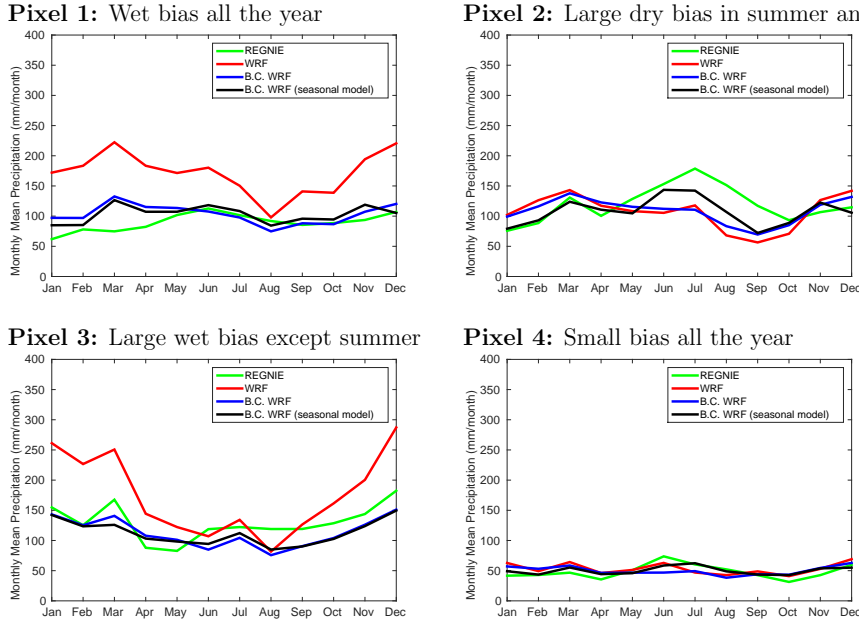 Pixel 1: Wet bias all the year
Pixel 2: Large dry bias in summer an
Monthly Mean Precipitation (mm/month)
400
350
300
250
200
150
100
50
0
REGNIE
WRF
B.C. WRF
B.C. WRF (seasonal model)
Jan Feb Mar Apr May Jun Jul Aug Sep Oct Nov Dec
Monthly Mean Precipitation (mm/month)
400
350
300
250
200
150
100
50
0
REGNIE
WRF
B.C. WRF
B.C. WRF (seasonal model)
Jan Feb Mar Apr May Jun Jul Aug Sep Oct Nov Dec
Pixel 3: Large wet bias except summer
Pixel 4: Small bias all the year
Monthly Mean Precipitation (mm/month)
400
350
300
250
200
150
100
50
0
REGNIE
WRF
B.C. WRF
B.C. WRF (seasonal model)
Jan Feb Mar Apr May Jun Jul Aug Sep Oct Nov Dec
Monthly Mean Precipitation (mm/month)
400
350
300
250
200
150
100
50
0
REGNIE
WRF
B.C. WRF
B.C. WRF (seasonal model)
Jan Feb Mar Apr May Jun Jul Aug Sep Oct Nov Dec